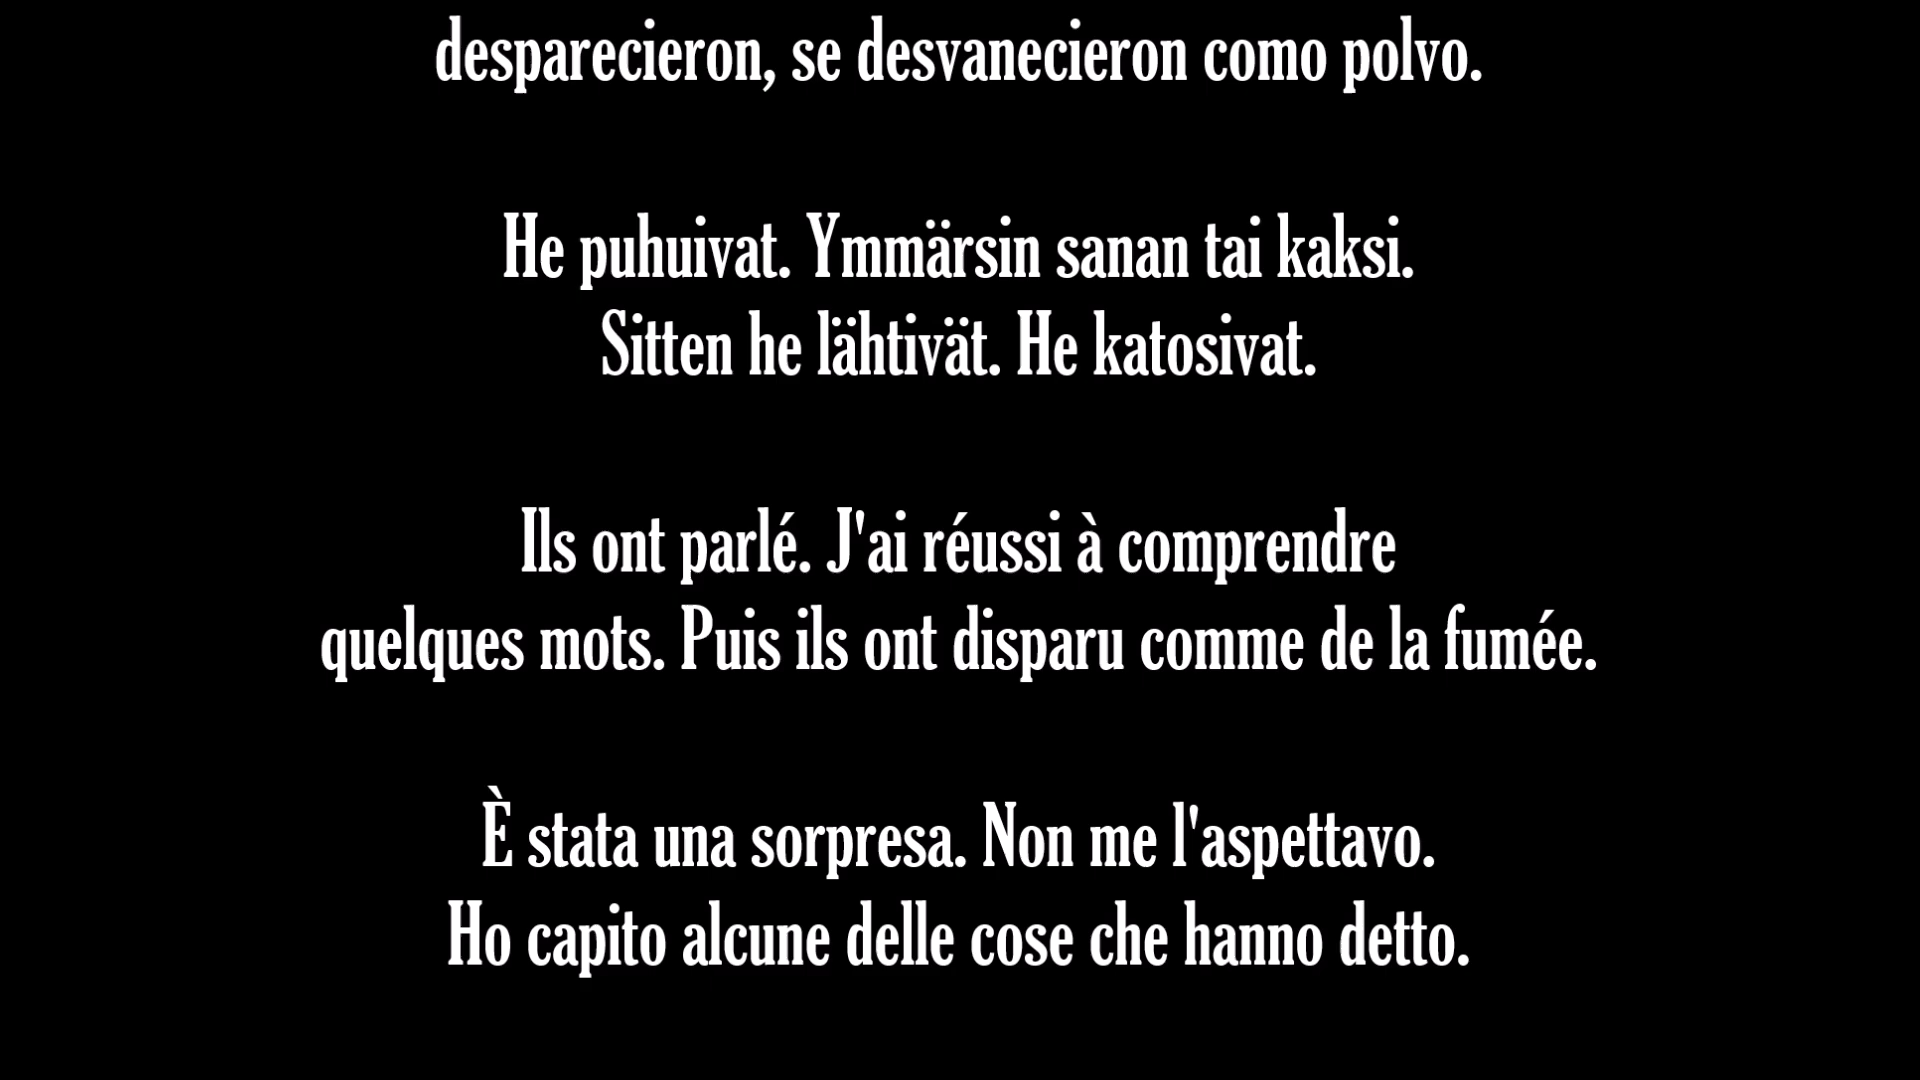 desparecieron, se desvanecieron como polvo.
He puhuivat. Ymmärsin sanan tai kaksi.
Sitten he lähtivät. He katosivat.
Ils ont parlé. J'ai réussi à comprendre
quelques mots. Puis ils ont disparu comme de la fumée.
È stata una sorpresa. Non me l'aspettavo.
Ho capito alcune delle cose che hanno detto.